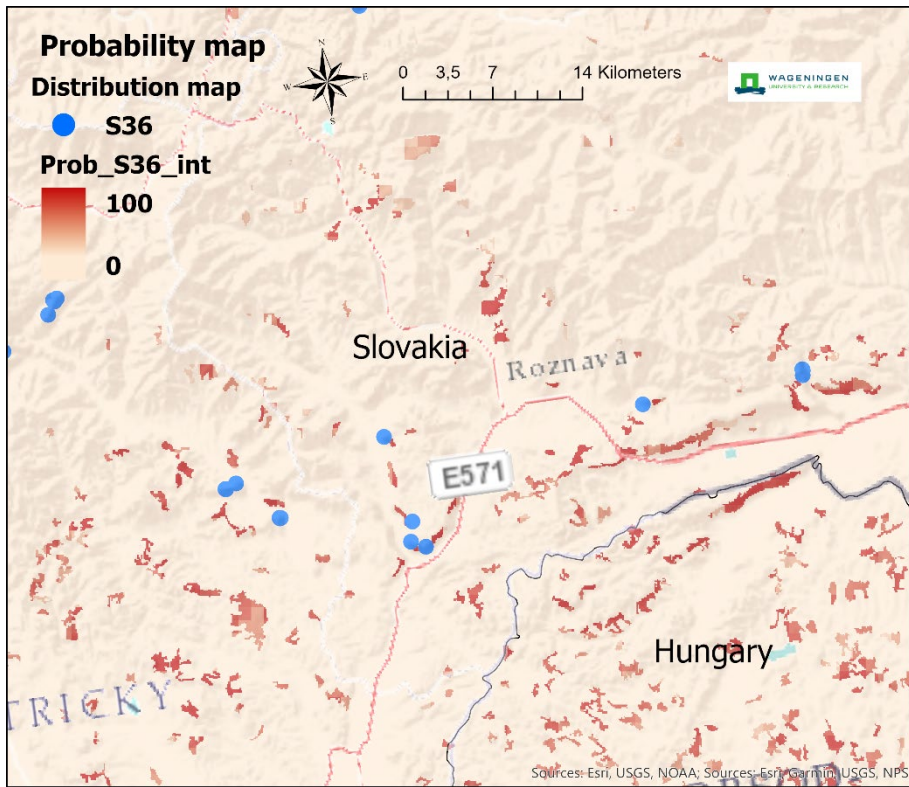 Probability map
Distribution map
S36
Prob_S36_int
100
0
N
W E
S
0 3,5 7 14 Kilometers
WAGENINGEN
UNIVERSITY & RESEARCH
Slovakia
Roznava
E571
Hungary
TRICKY
Sources: Esri, USGS, NOAA; Sources: Esri, Garmin, USGS, NPS